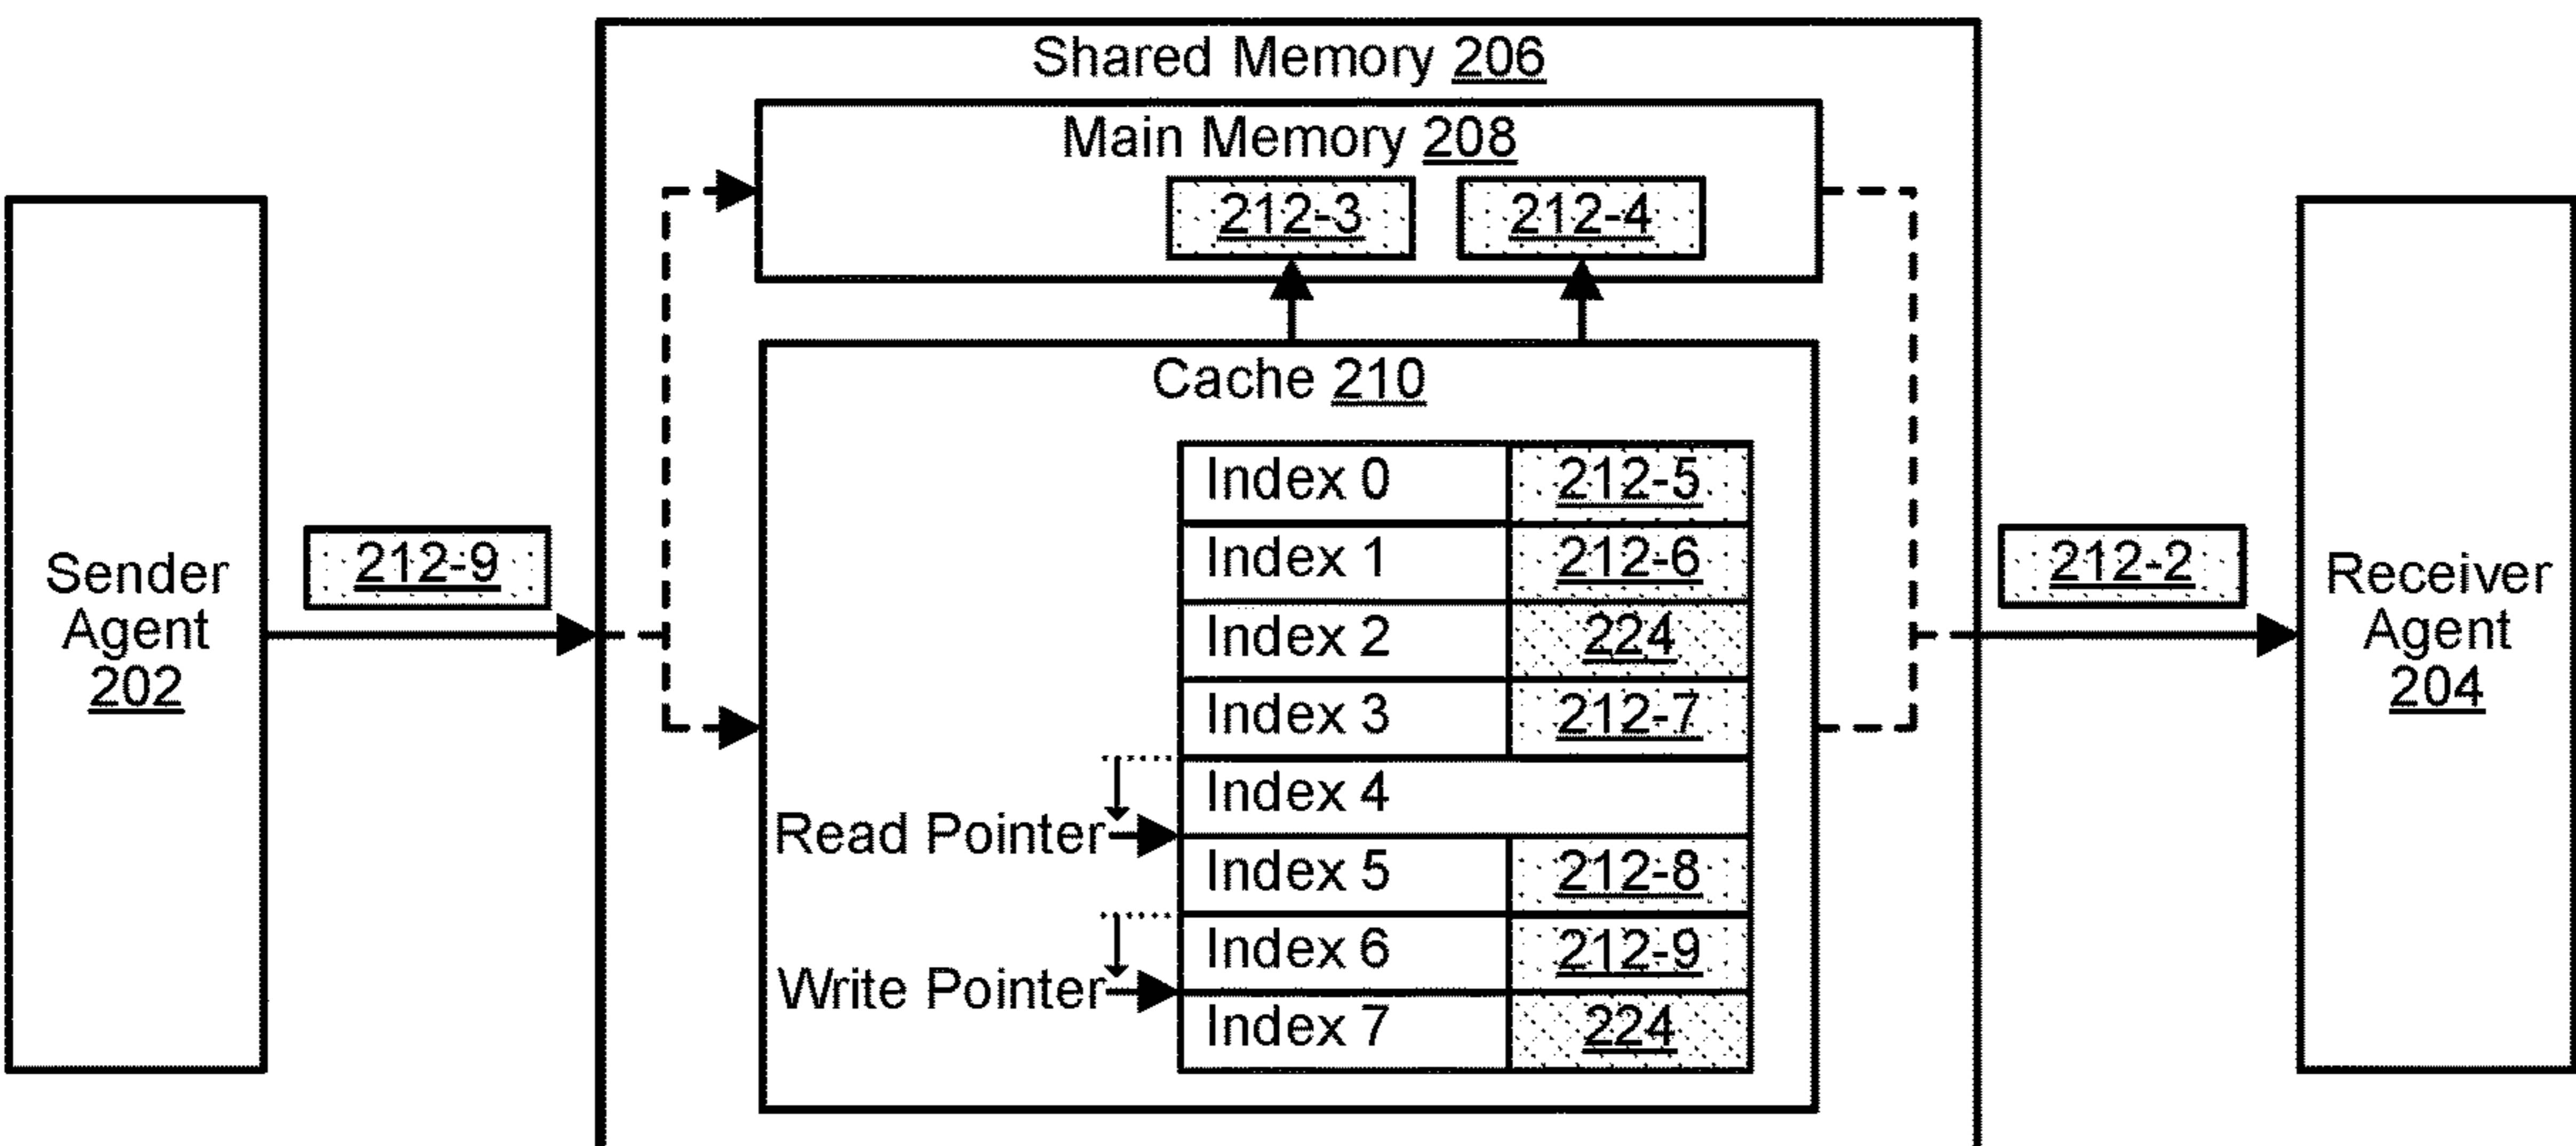 Shared Memory 206
Main Memory 208
212-3 212-4
Cache 210
Sender
Agent
202
212-9
Index 0 212-5
Index 1 212-6
Index 2 224
Index 3 212-7
Index 4
Read Pointer
Index 5 212-8
Index 6 212-9
Write Pointer
Index 7 224
212-2
Receiver
Agent
204